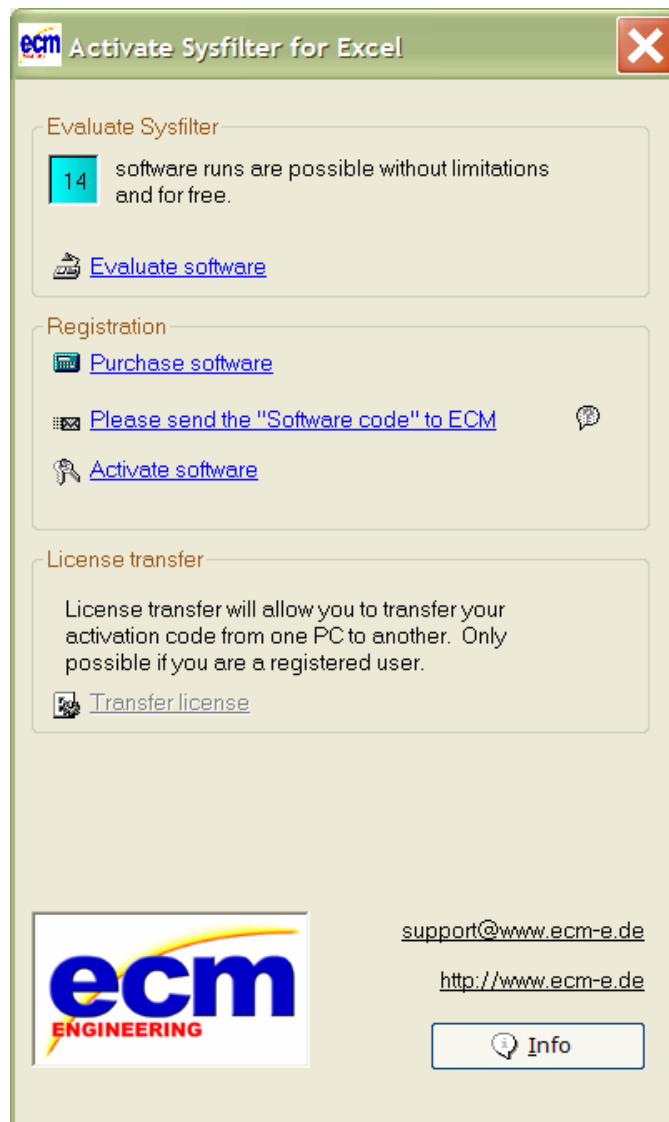 ecm Activate Sysfilter for Excel
Evaluate Sysfilter
14
software runs are possible without limitations
and for free.
Evaluate software
Registration
Purchase software
Please send the "Software code" to ECM
Activate software
License transfer
License transfer will allow you to transfer your
activation code from one PC to another. Only
possible if you are a registered user.
Transfer license
ecm
ENGINEERING
support@www.ecm-e.de
http://www.ecm-e.de
Info